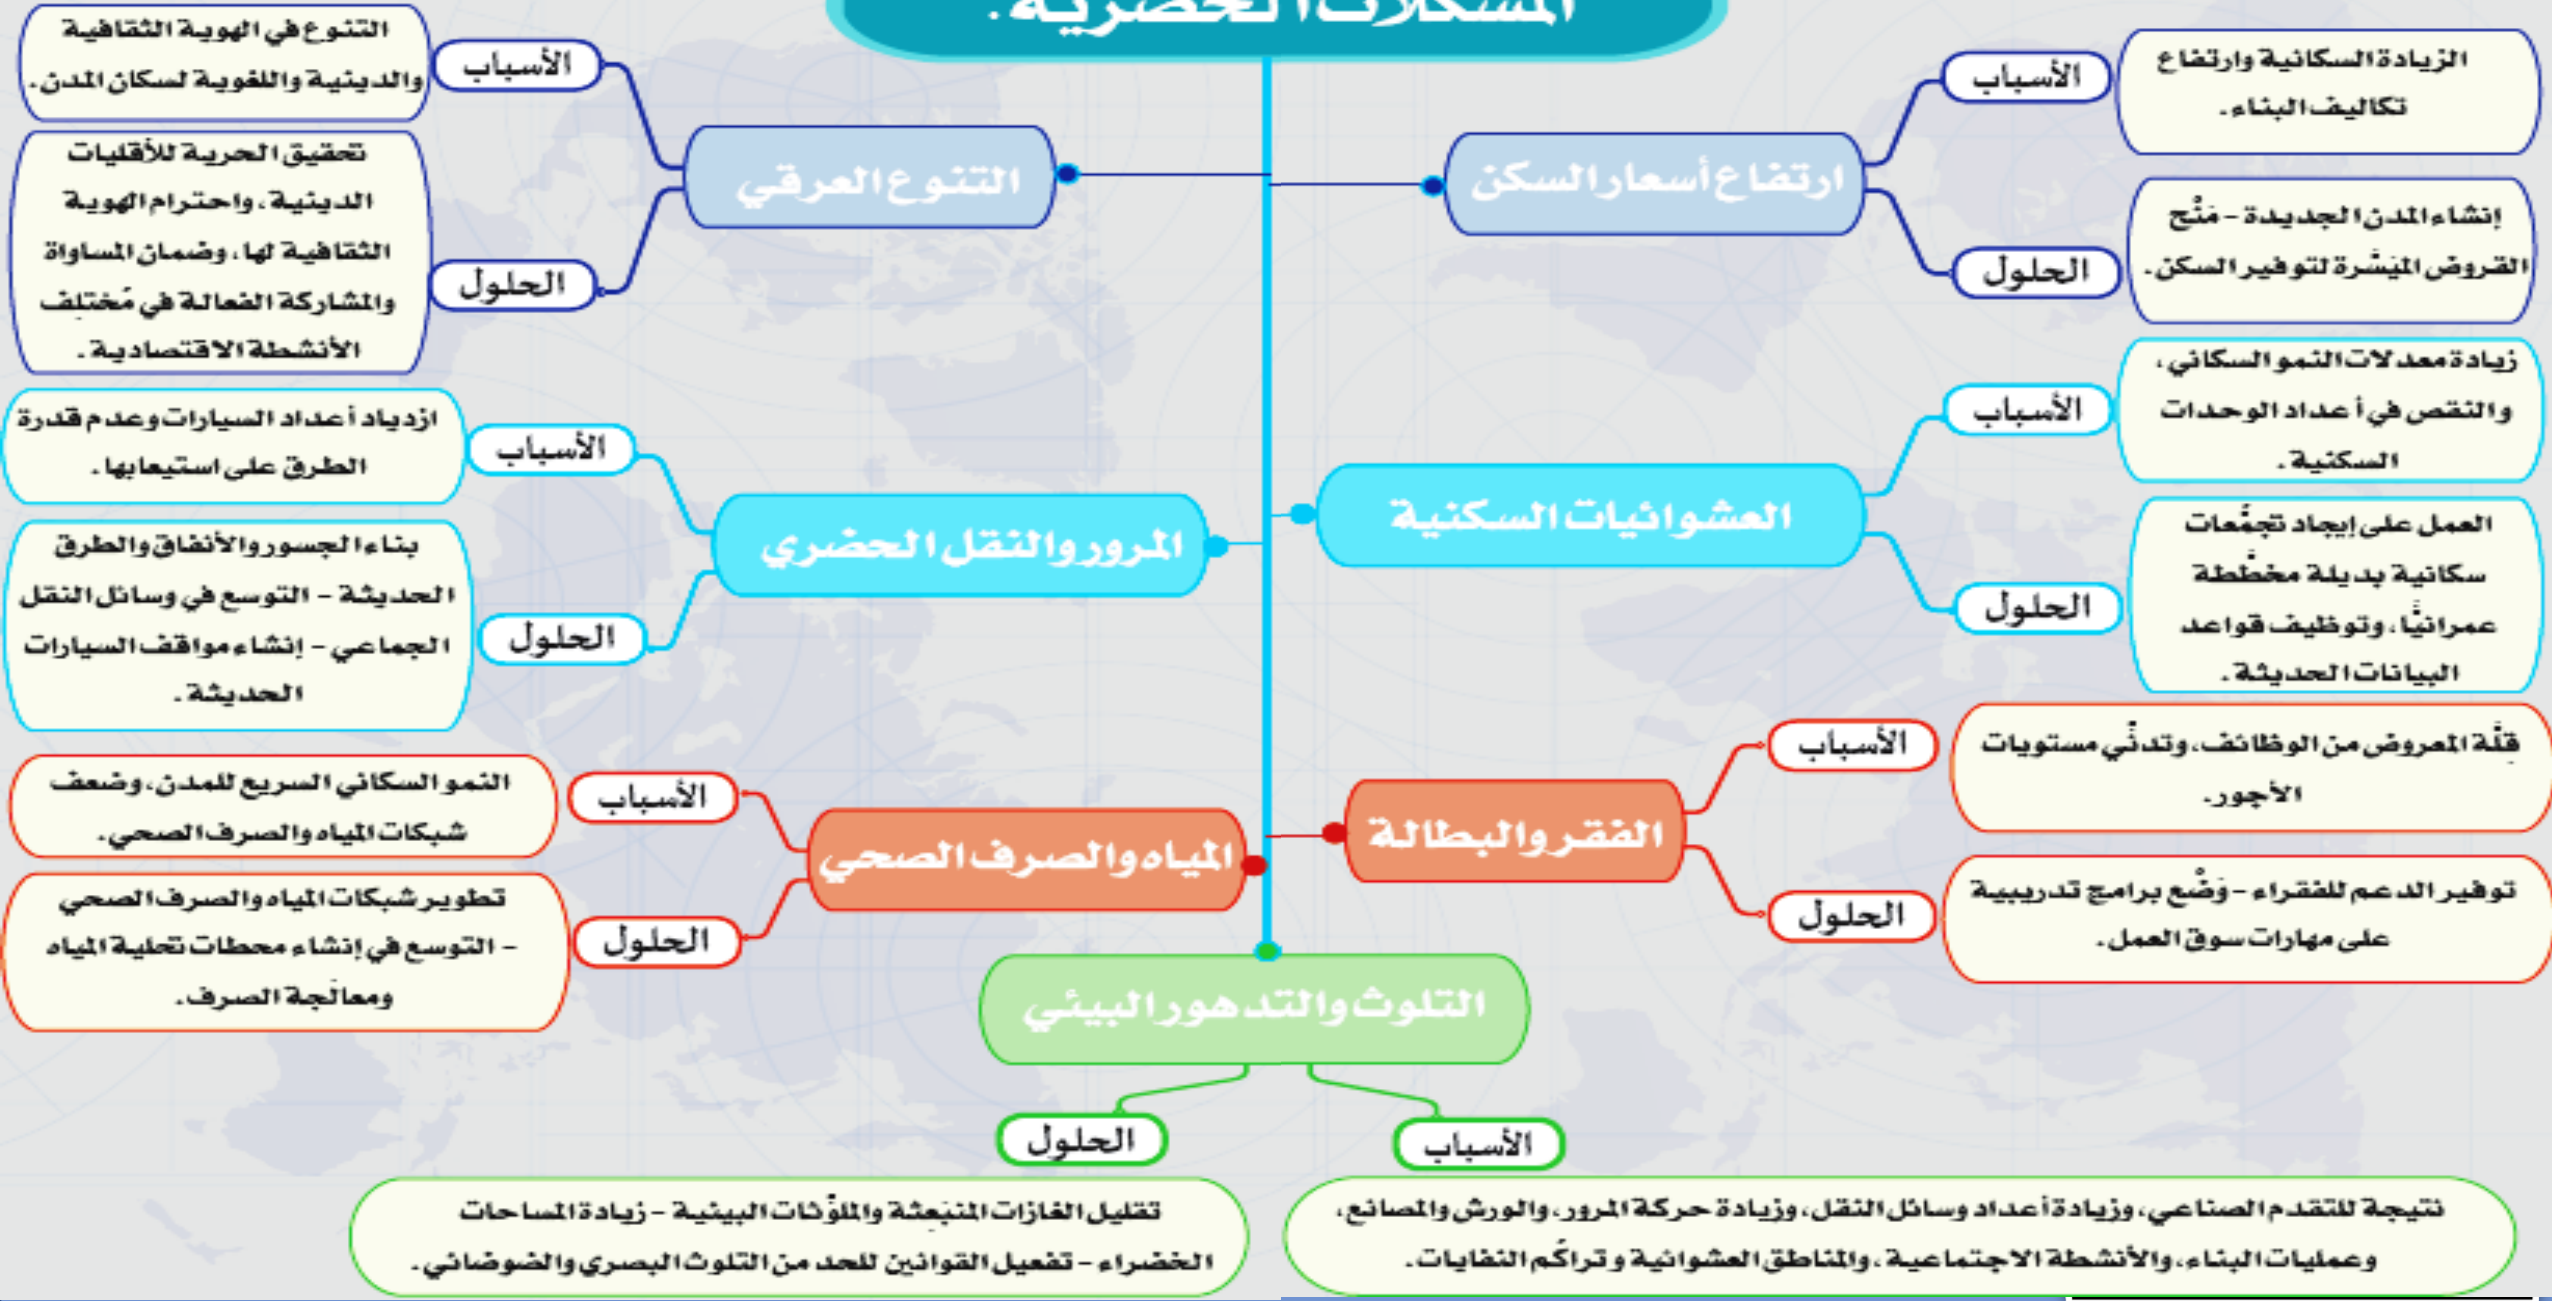 المشكلات الحضرية:
ارتفاع أسعار السكن
الأسباب
الزيادة السكانية وارتفاع
تكاليف البناء.
الحلول
إنشاء المدن الجديدة - مَنْح
القروض الميَسَّرة لتوفير السكن.
العشوائيات السكنية
الأسباب
زيادة معدلات النمو السكاني،
والنقص في أعداد الوحدات
السكنية.
الحلول
العمل على إيجاد تجمُّعات
سكانية بديلة مخطَّطة
عمرانيًّا، وتوظيف قواعد
البيانات الحديثة.
الفقر والبطالة
الأسباب
قِلَّة المعروض من الوظائف، وتدنِّي مستويات
الأجور.
الحلول
توفير الدعم للفقراء - وَضْع برامج تدريبية
على مهارات سوق العمل.
التنوع العرقي
الأسباب
التنوع في الهوية الثقافية
والدينية واللغوية لسكان المدن.
الحلول
تحقيق الحرية للأقليات
الدينية، واحترام الهوية
الثقافية لها، وضمان المساواة
والمشاركة الفعالة في مُختلِف
الأنشطة الاقتصادية.
المرور والنقل الحضري
الأسباب
ازدياد أعداد السيارات وعدم قدرة
الطرق على استيعابها.
الحلول
بناء الجسور والأنفاق والطرق
الحديثة - التوسع في وسائل النقل
الجماعي - إنشاء مواقف السيارات
الحديثة.
المياه والصرف الصحي
الأسباب
النمو السكاني السريع للمدن، وضعف
شبكات المياه والصرف الصحي.
الحلول
تطوير شبكات المياه والصرف الصحي
- التوسع في إنشاء محطات تحلية المياه
ومعالَجة الصرف.
التلوث والتدهور البيئي
الأسباب
نتيجة للتقدم الصناعي، وزيادة أعداد وسائل النقل، وزيادة حركة المرور، والورش والمصانع،
وعمليات البناء، والأنشطة الاجتماعية، والمناطق العشوائية وتراكُم النفايات.
الحلول
تقليل الغازات المنبَعِثة والملوِّثات البيئية - زيادة المساحات
الخضراء - تفعيل القوانين للحد من التلوث البصري والضوضائي.